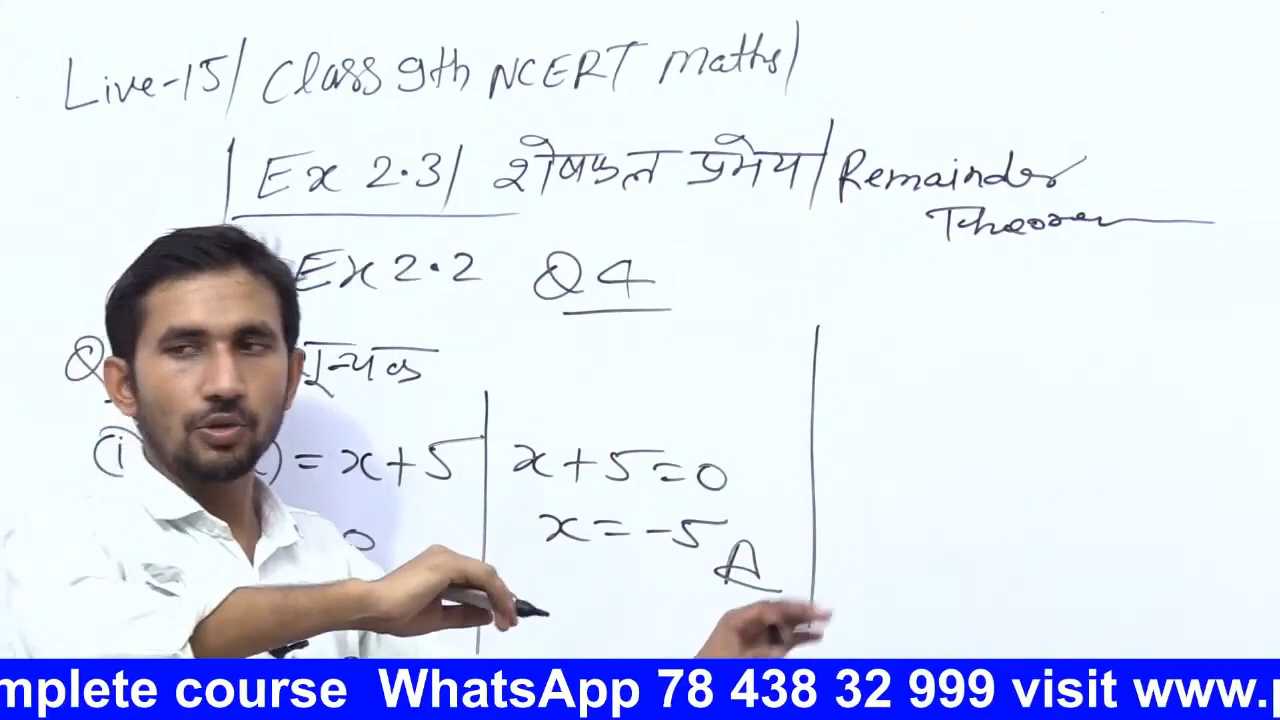 Live-15/ Class 9th NCERT Maths/
| Ex 2.3/ शेषफल प्रमेय/ Remainder
Theorem
Ex 2.2 Q4
Q
(i) ) = x+5
x+5=0
0
x=-5
A
mplete course WhatsApp 78 438 32 999 visit www.p